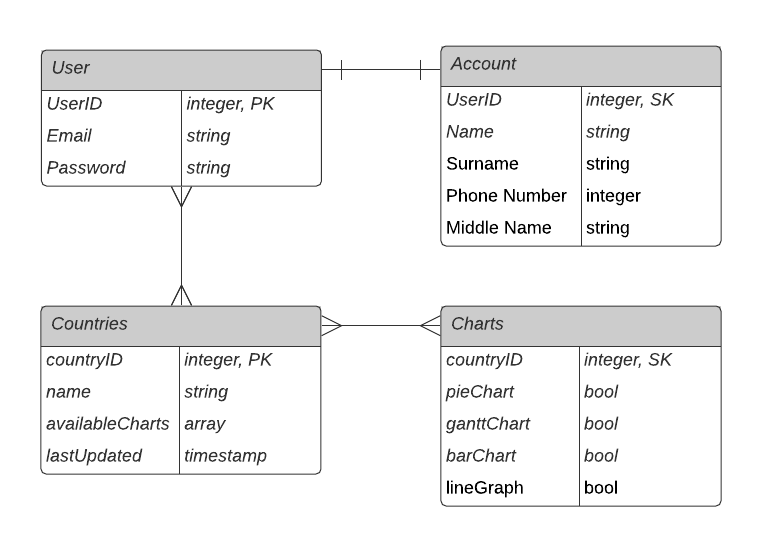 User
UserID integer, PK
Email string
Password string
Account
UserID integer, SK
Name string
Surname string
Phone Number integer
Middle Name string
Countries
countryID integer, PK
name string
availableCharts array
lastUpdated timestamp
Charts
countryID integer, SK
pieChart bool
ganttChart bool
barChart bool
lineGraph bool